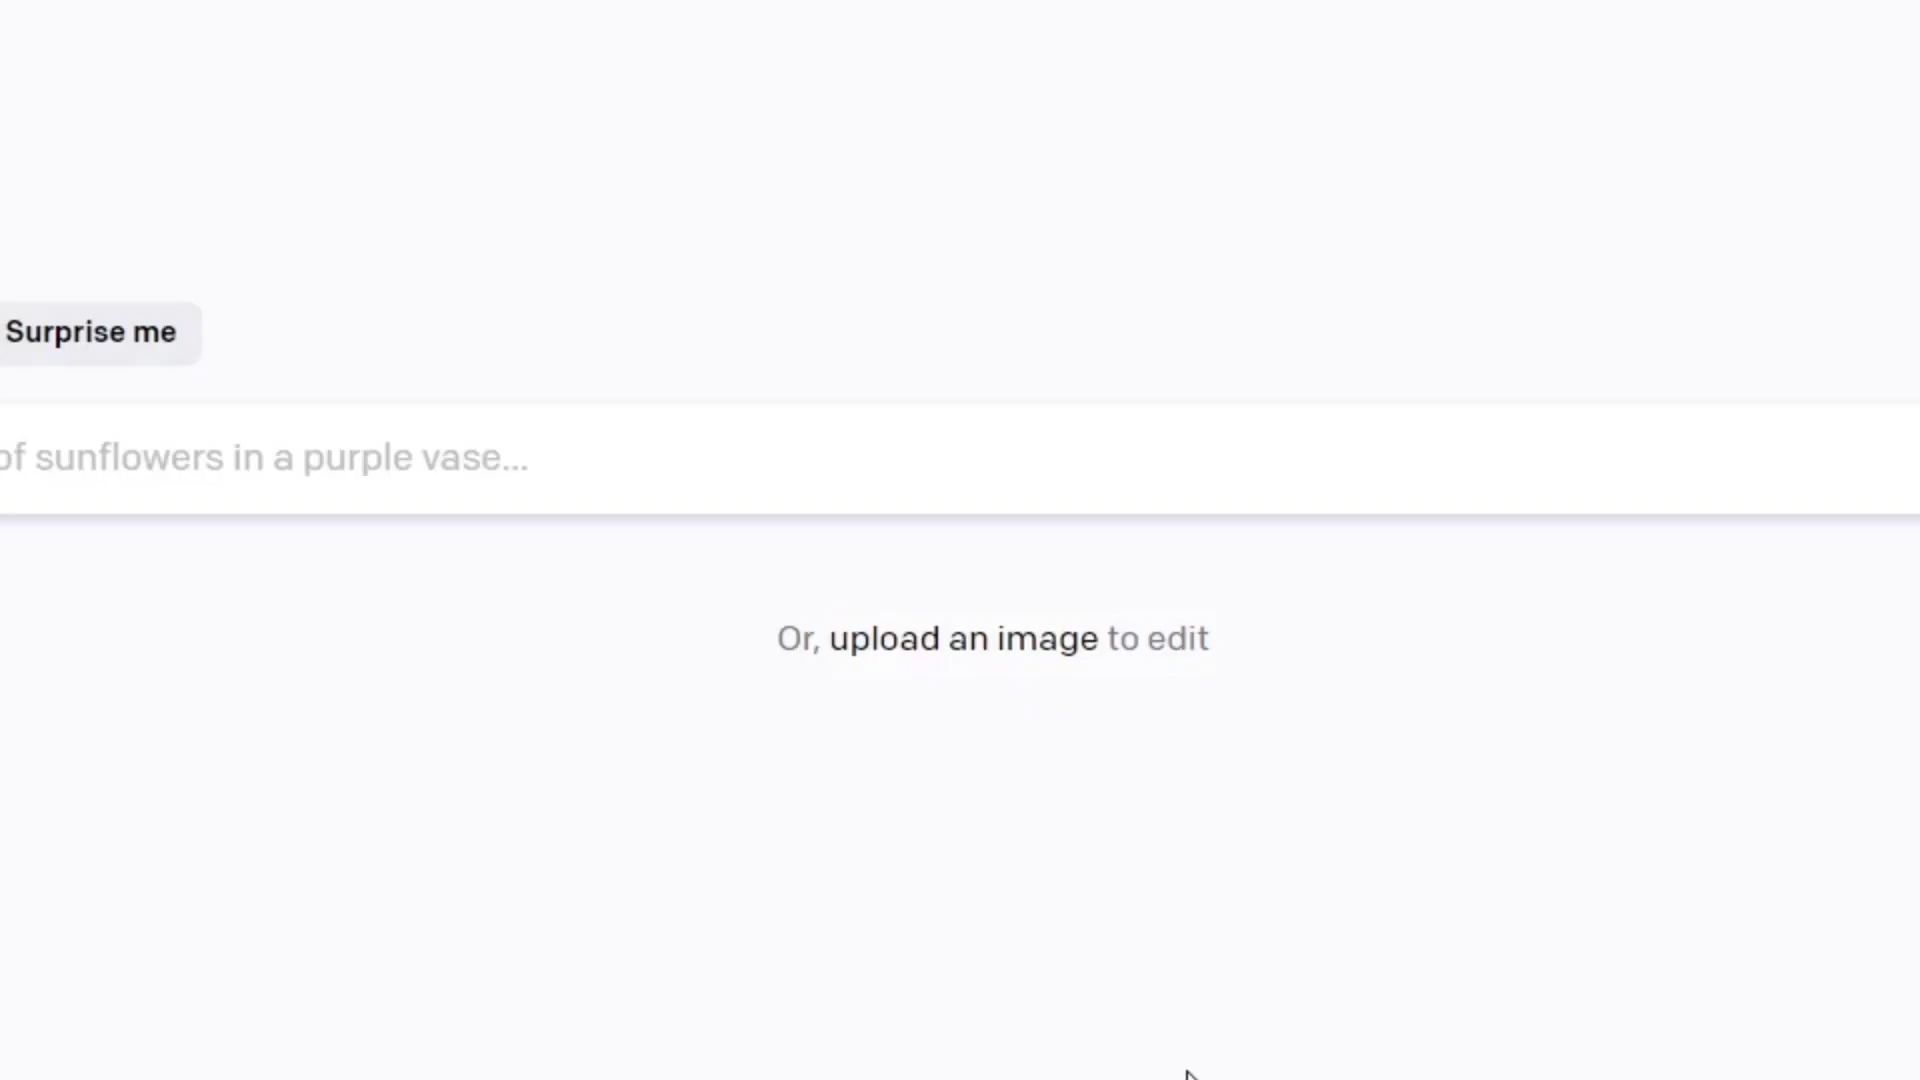 Surprise me
of sunflowers in a purple vase...
Or, upload an image to edit